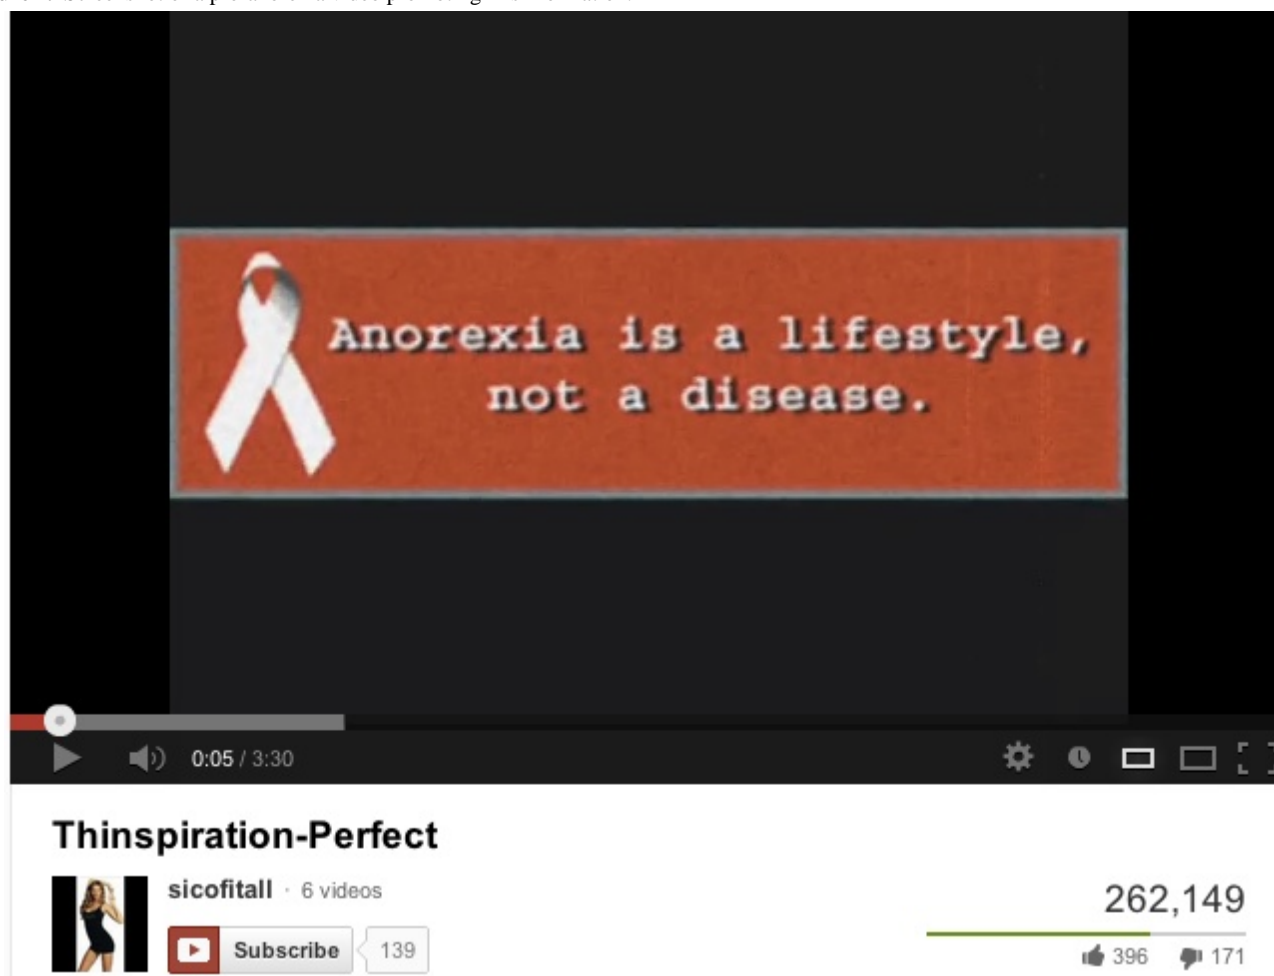 Anorexia is a lifestyle,
not a disease.
0:05 / 3:30
Thinspiration-Perfect
sicofitall · 6 videos
262,149
Subscribe 139
396 171